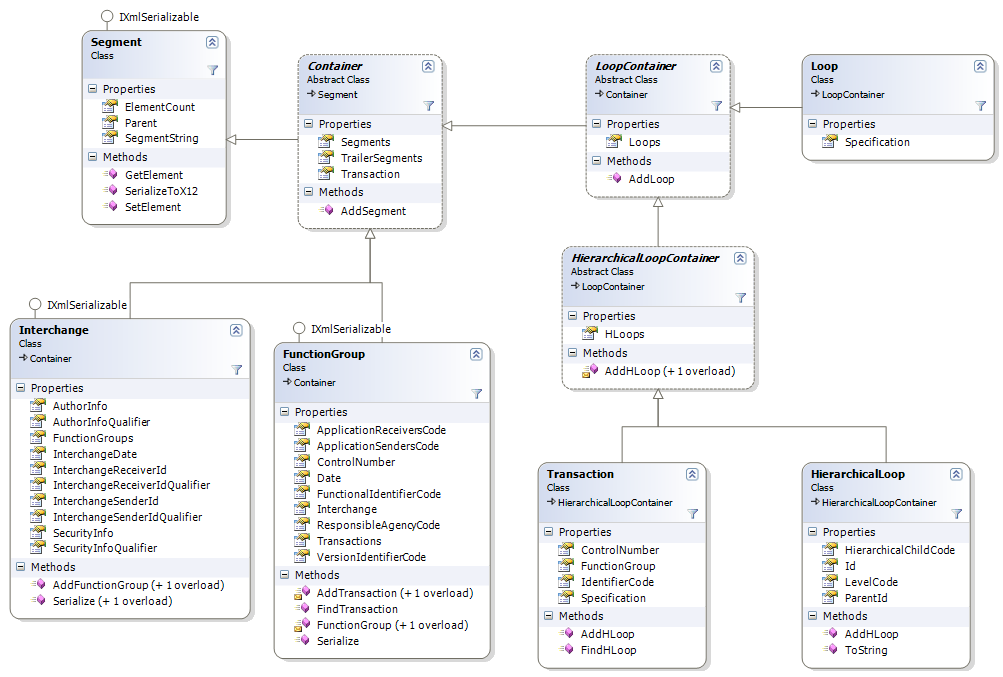 IXmlSerializable
Segment
Class
Properties
ElementCount
Parent
SegmentString
Methods
GetElement
SerializeToX12
SetElement
Container
Abstract Class
Segment
Properties
Segments
TrailerSegments
Transaction
Methods
AddSegment
LoopContainer
Abstract Class
Container
Properties
Loops
Methods
AddLoop
Loop
Class
LoopContainer
Properties
Specification
HierarchicalLoopContainer
Abstract Class
LoopContainer
Properties
HLoops
Methods
AddHLoop (+ 1 overload)
IXmlSerializable
Interchange
Class
Container
Properties
AuthorInfo
AuthorInfoQualifier
FunctionGroups
InterchangeDate
InterchangeReceiverId
InterchangeReceiverIdQualifier
InterchangeSenderId
InterchangeSenderIdQualifier
SecurityInfo
SecurityInfoQualifier
Methods
AddFunctionGroup (+ 1 overload)
Serialize (+ 1 overload)
IXmlSerializable
FunctionGroup
Class
Container
Properties
ApplicationReceiversCode
ApplicationSendersCode
ControlNumber
Date
FunctionalIdentifierCode
Interchange
ResponsibleAgencyCode
Transactions
VersionIdentifierCode
Methods
AddTransaction (+ 1 overload)
FindTransaction
FunctionGroup (+ 1 overload)
Serialize
Transaction
Class
HierarchicalLoopContainer
Properties
ControlNumber
FunctionGroup
IdentifierCode
Specification
Methods
AddHLoop
FindHLoop
HierarchicalLoop
Class
HierarchicalLoopContainer
Properties
HierarchicalChildCode
Id
LevelCode
ParentId
Methods
AddHLoop
ToString